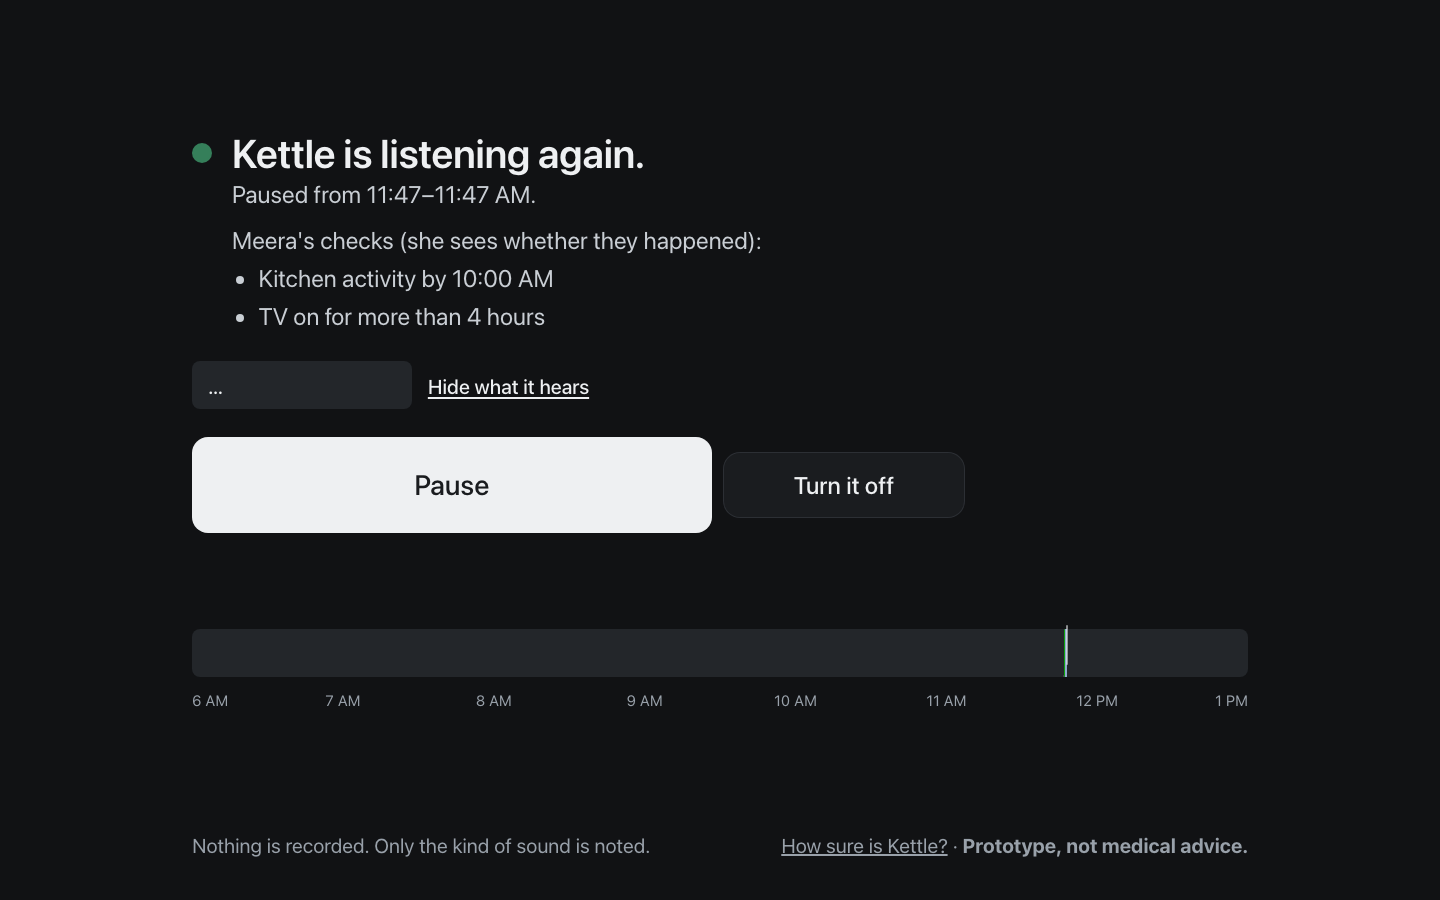 Kettle is listening again.
Paused from 11:47–11:47 AM.
Meera's checks (she sees whether they happened):
• Kitchen activity by 10:00 AM
• TV on for more than 4 hours
... Hide what it hears
Pause Turn it off
6 AM 7 AM 8 AM 9 AM 10 AM 11 AM 12 PM 1 PM
Nothing is recorded. Only the kind of sound is noted. How sure is Kettle? · Prototype, not medical advice.